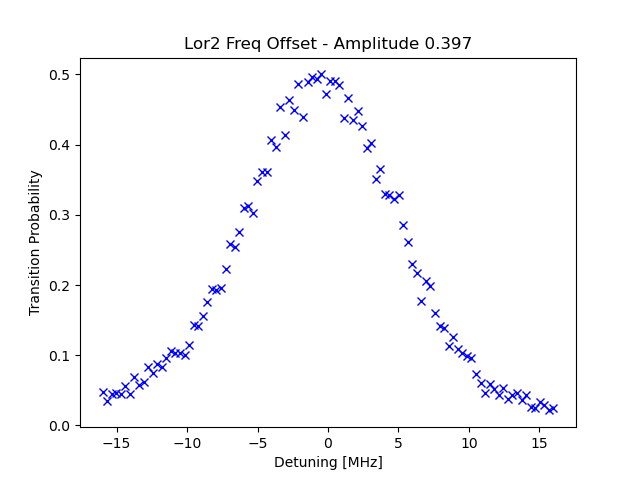 Lor2 Freq Offset - Amplitude 0.397
0.5
0.4
0.3
0.2
0.1
0.0
Transition Probability
−15 −10 −5 0 5 10 15
Detuning [MHz]